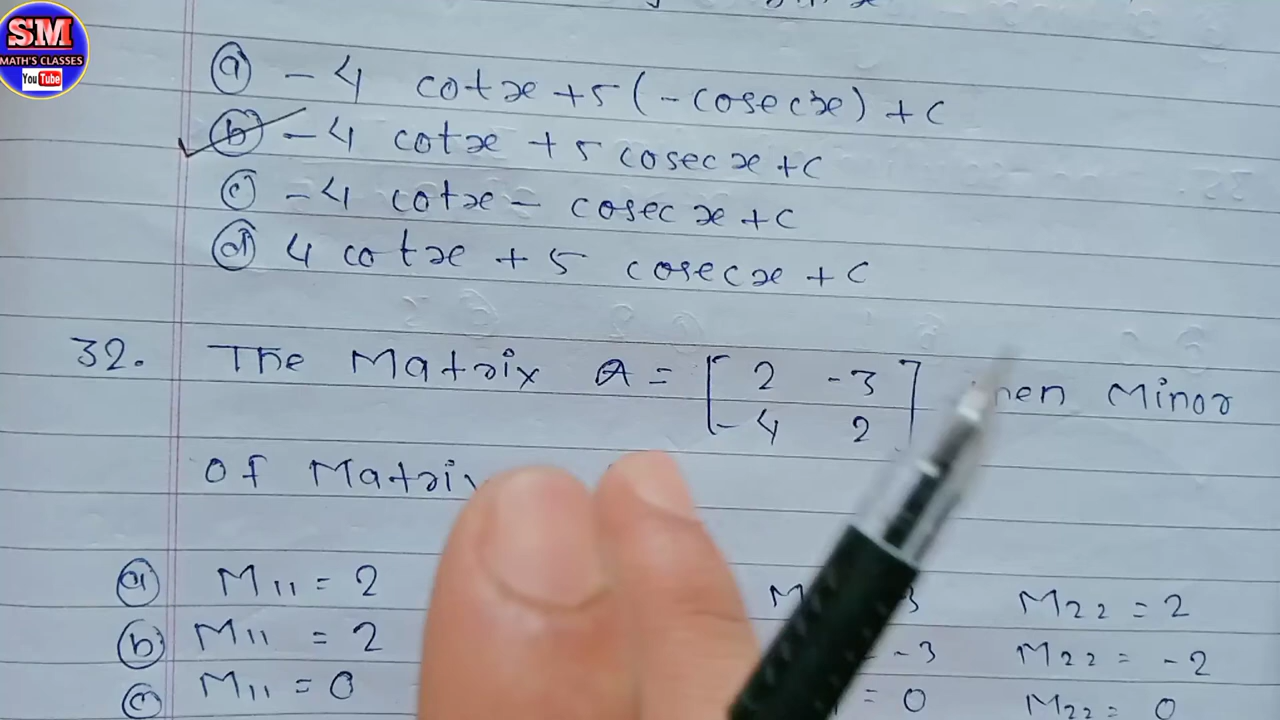 SM
MATH'S CLASSES
YouTube
ⓐ -4 cotx +5(-cosecx) +c
ⓑ -4 cotx +5 cosecx +c
ⓒ -4 cotx - cosecx +c
ⓓ 4 cotx +5 cosecx +c
32. The Matrix A = [ 2 -3 ] Minor
-4 2
Of
ⓐ M11 = 2 M22 = 2
ⓑ M11 = 2 -3 M22 = -2
ⓒ M11 = 0 = 0 M22 = 0